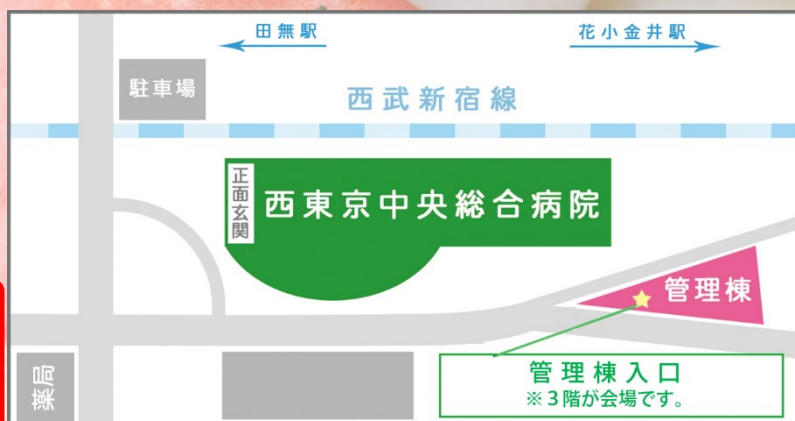 田無駅
花小金井駅
駐車場
西武新宿線
正面玄関
西東京中央総合病院
管理棟
薬局
管理棟入口
※3階が会場です。